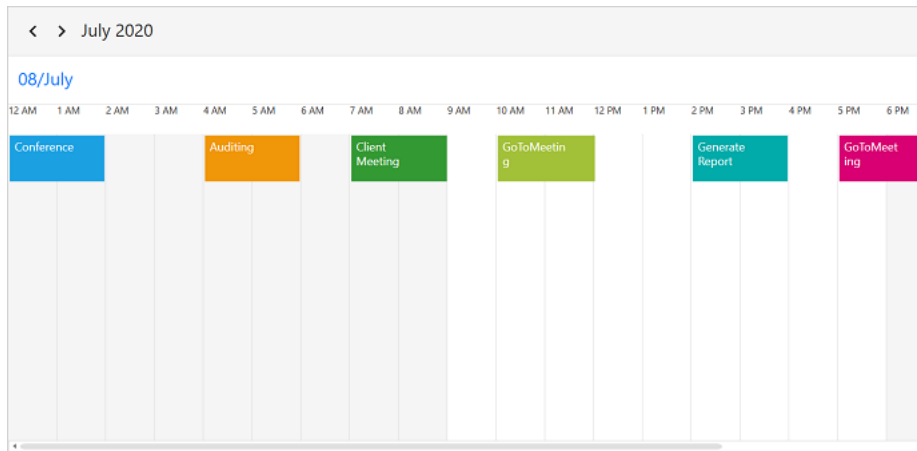 July 2020
08/July
12 AM 1 AM 2 AM 3 AM 4 AM 5 AM 6 AM 7 AM 8 AM 9 AM 10 AM 11 AM 12 PM 1 PM 2 PM 3 PM 4 PM 5 PM 6 PM
Conference
Auditing
Client
Meeting
GoToMeetin
g
Generate
Report
GoToMeet
ing